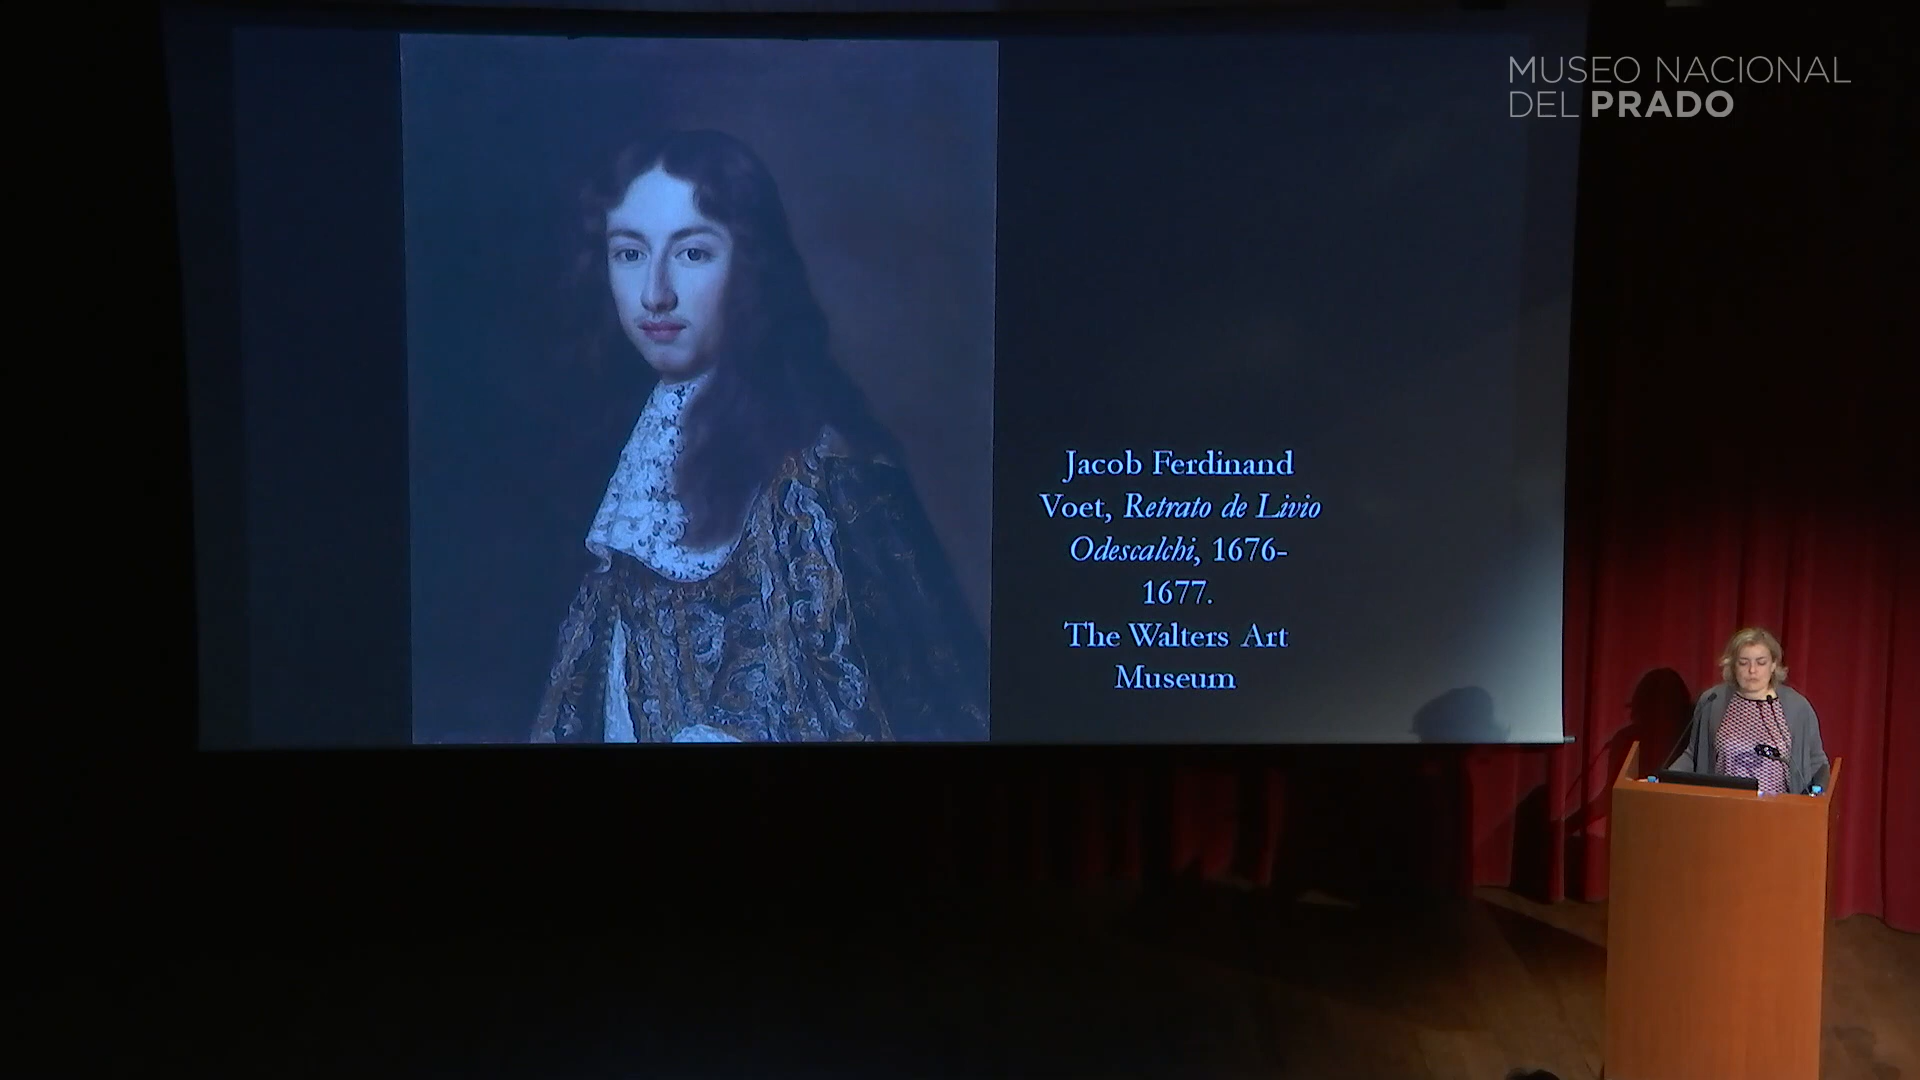 MUSEO NACIONAL
DEL PRADO
Jacob Ferdinand
Voet, Retrato de Livio
Odescalchi, 1676-
1677.
The Walters Art
Museum